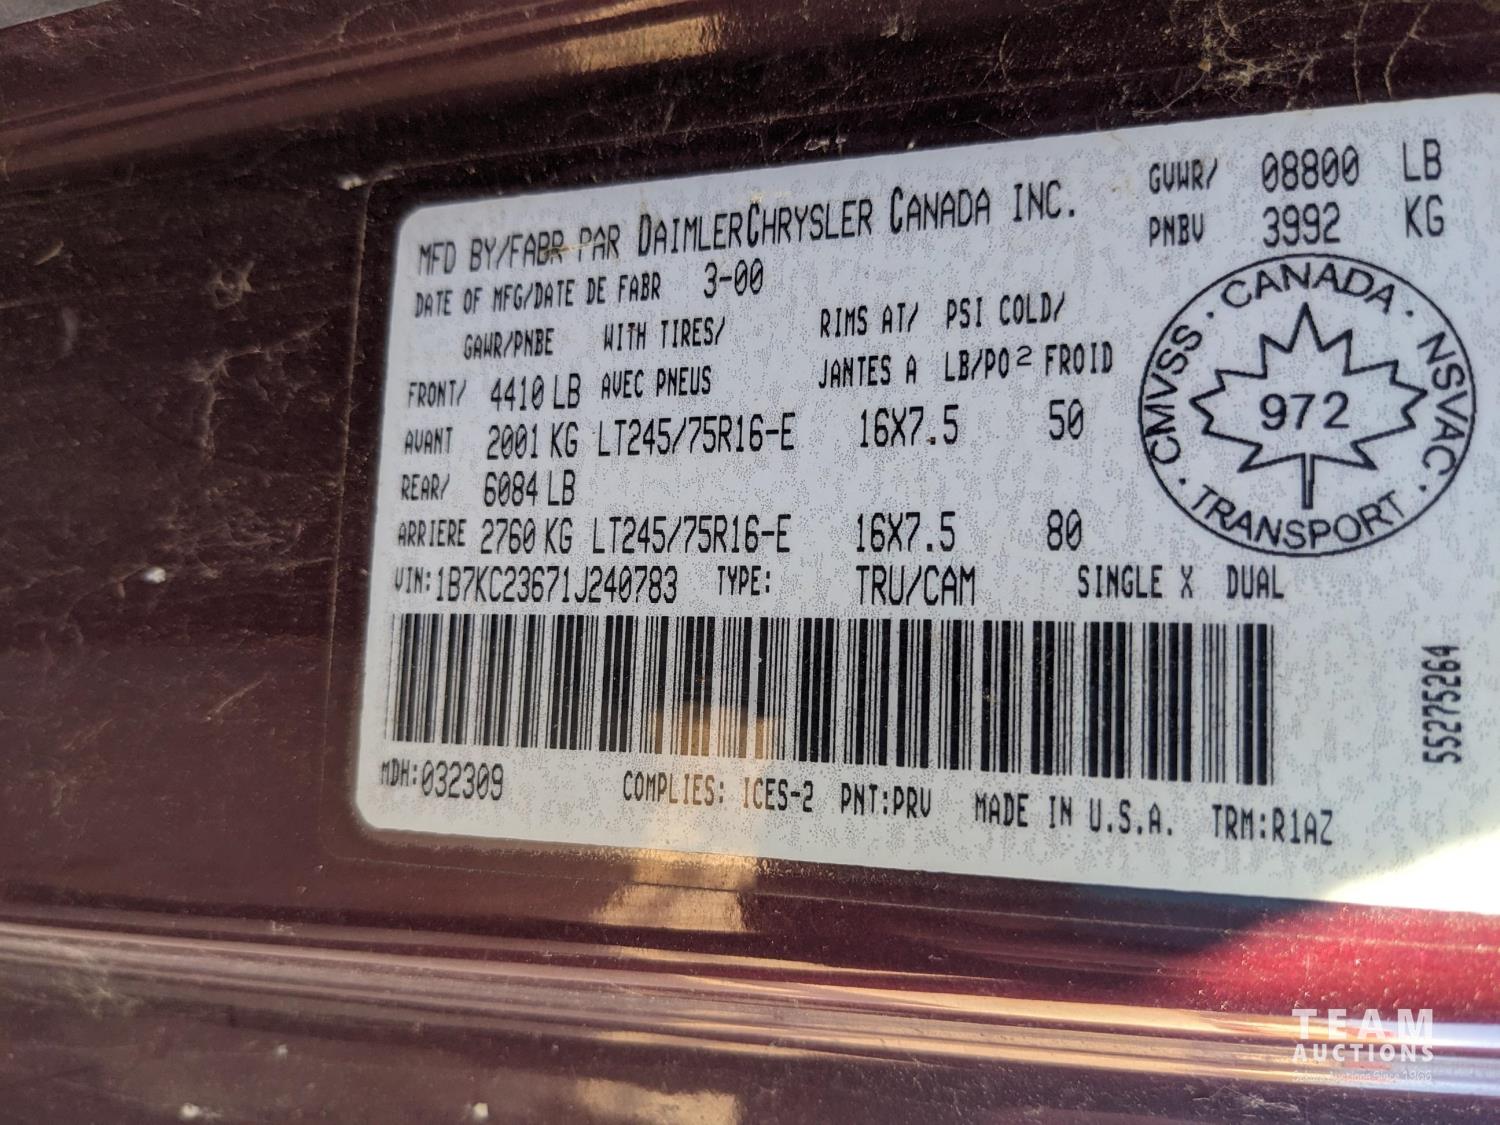 MFD BY/FABR PAR DAIMLERCHRYSLER CANADA INC.
GVWR/ 08800 LB
PNBV 3992 KG
DATE OF MFG/DATE DE FABR 3-00
GAWR/PNBE WITH TIRES/ RIMS AT/ PSI COLD/
FRONT/ 4410 LB AVEC PNEUS JANTES A LB/PO² FROID
AVANT 2001 KG LT245/75R16-E 16X7.5 50
REAR/ 6084 LB
ARRIERE 2760 KG LT245/75R16-E 16X7.5 80
VIN:1B7KC23671J240783 TYPE: TRU/CAM SINGLE X DUAL
· CANADA ·
CMVSS NSVAC
972
· TRANSPORT ·
55275264
MDH:032309 COMPLIES: ICES-2 PNT:PRV MADE IN U.S.A. TRM:R1AZ
TEAM
AUCTIONS